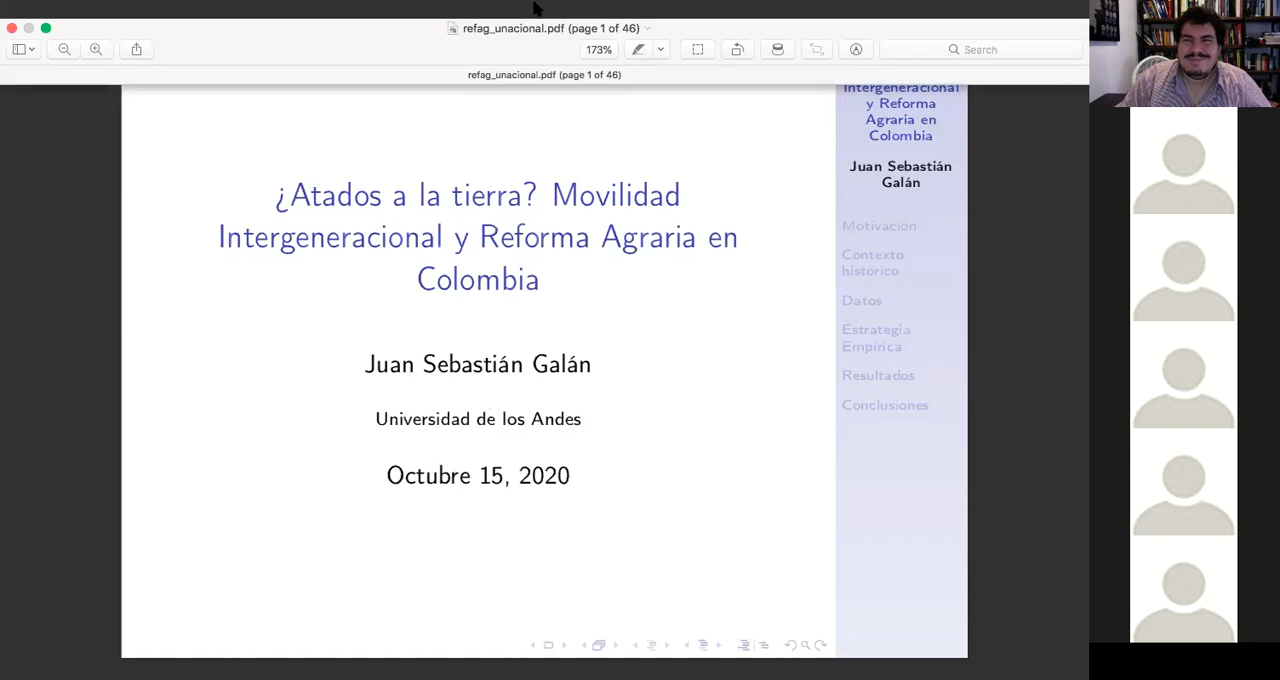 refag_unacional.pdf (page 1 of 46)
173%
Search
refag_unacional.pdf (page 1 of 46)
¿Atados a la tierra? Movilidad
Intergeneracional y Reforma Agraria en
Colombia
Juan Sebastián Galán
Universidad de los Andes
Octubre 15, 2020
Intergeneracional
y Reforma
Agraria en
Colombia
Juan Sebastián
Galán
Motivación
Contexto
historico
Datos
Estrategia
Empirica
Resultados
Conclusiones